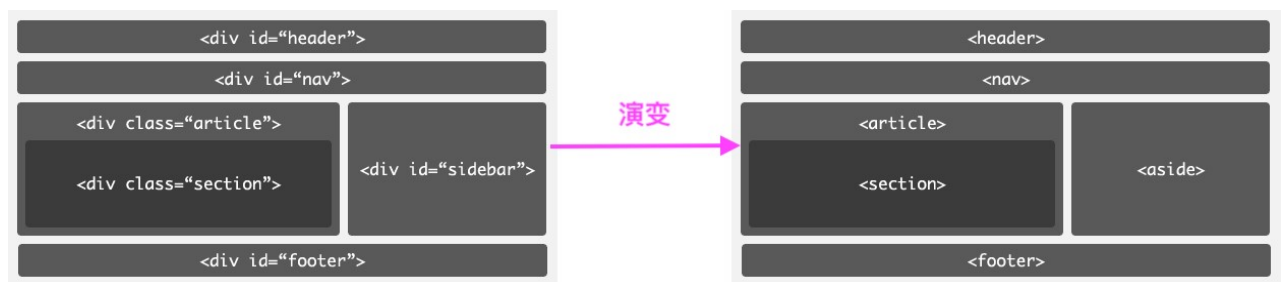 <div id=“header”>
<div id=“nav”>
<div class=“article”>
<div class=“section”>
<div id=“sidebar”>
<div id=“footer”>
演变
<header>
<nav>
<article>
<section>
<aside>
<footer>